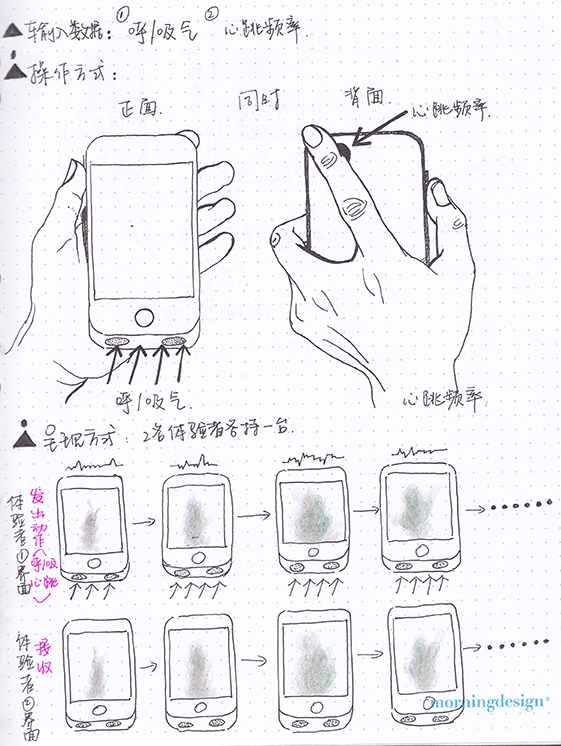 输入数据：①呼/吸气 ②心跳频率.
操作方式：
正面. 同时 背面.
心跳频率.
呼/吸气 心跳频率.
呈现方式：2名体验者各持一台.
体验者①界面
发出动作(呼/吸 心跳)
体验者②界面
接收
morningdesign®